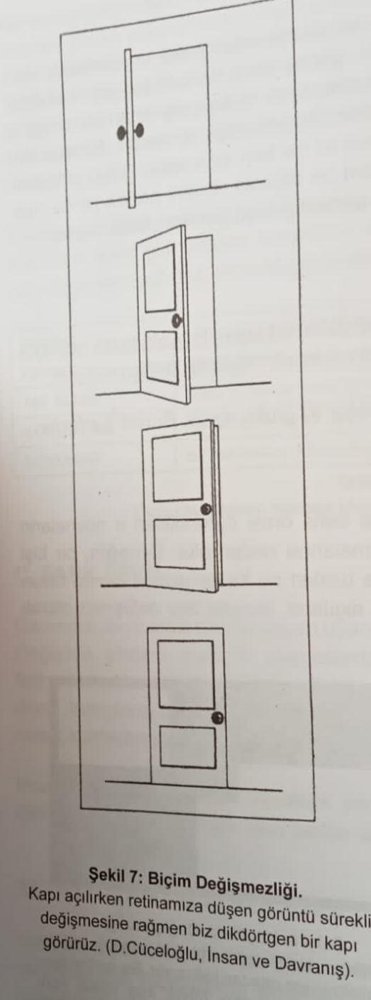 Şekil 7: Biçim Değişmezliği.
Kapı açılırken retinamıza düşen görüntü sürekli
değişmesine rağmen biz dikdörtgen bir kapı
görürüz. (D.Cüceloğlu, İnsan ve Davranış).